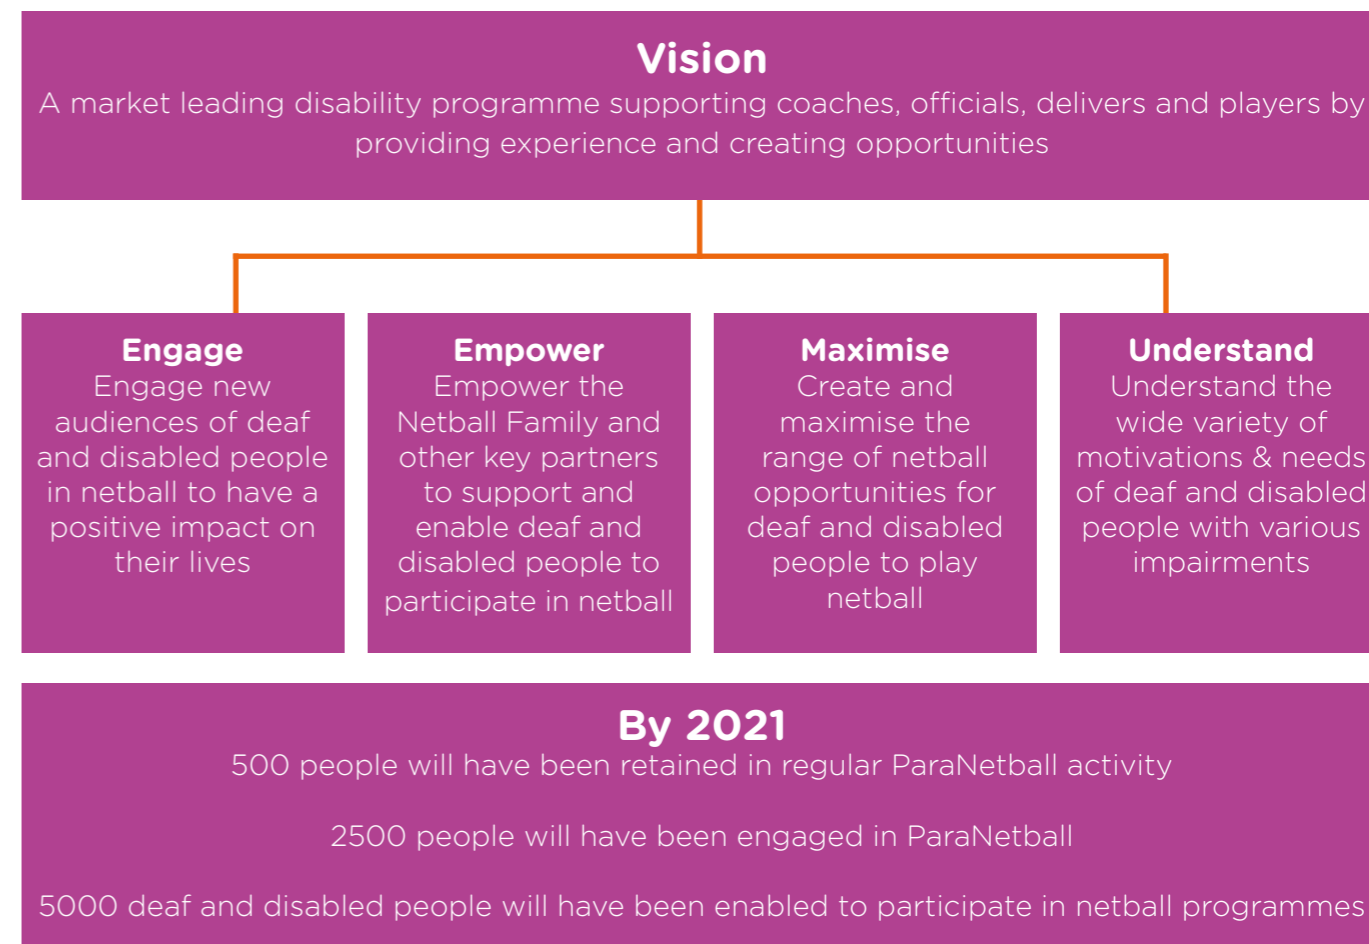 Vision
A market leading disability programme supporting coaches, officials, delivers and players by
providing experience and creating opportunities
Engage
Engage new
audiences of deaf
and disabled people
in netball to have a
positive impact on
their lives
Empower
Empower the
Netball Family and
other key partners
to support and
enable deaf and
disabled people to
participate in netball
Maximise
Create and
maximise the
range of netball
opportunities for
deaf and disabled
people to play
netball
Understand
Understand the
wide variety of
motivations & needs
of deaf and disabled
people with various
impairments
By 2021
500 people will have been retained in regular ParaNetball activity
2500 people will have been engaged in ParaNetball
5000 deaf and disabled people will have been enabled to participate in netball programmes